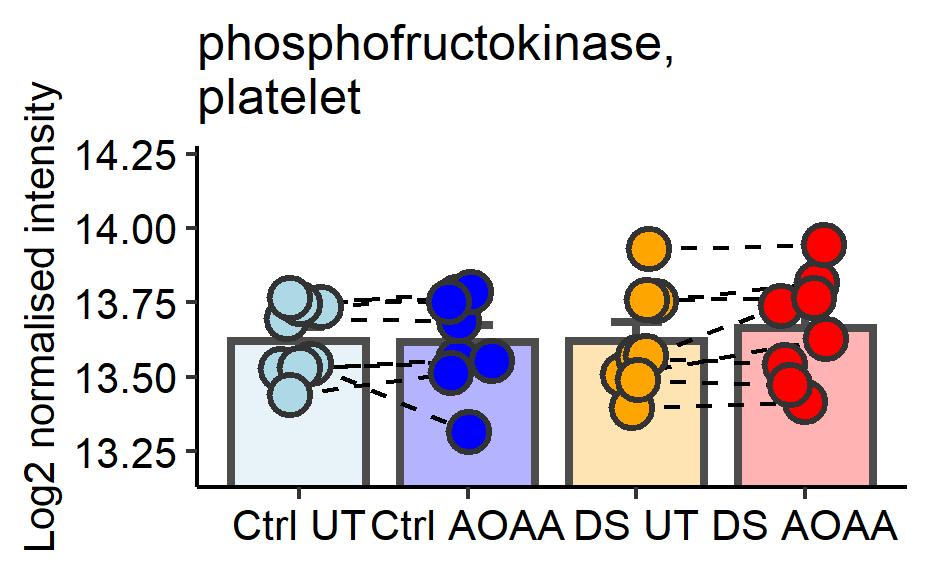 phosphofructokinase,
platelet
Log2 normalised intensity
14.25
14.00
13.75
13.50
13.25
Ctrl UT
Ctrl AOAA
DS UT
DS AOAA